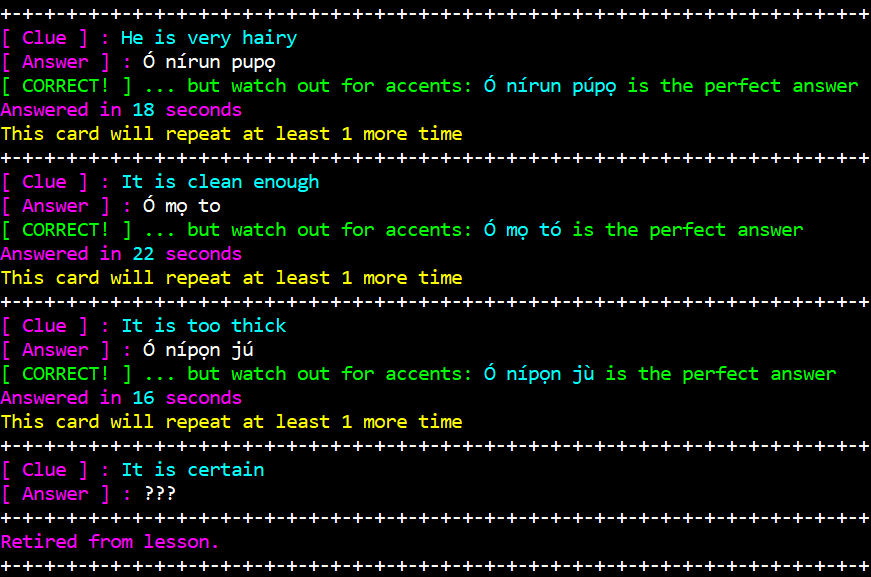 +-+-+-+-+-+-+-+-+-+-+-+-+-+-+-+-+-+-+-+-+-+-+-+-+-+-+-+-+-+-+-+-+-+-+-+-+-+-+-+
[ Clue ] : He is very hairy
[ Answer ] : Ó nírun pupọ
[ CORRECT! ] ... but watch out for accents: Ó nírun púpọ is the perfect answer
Answered in 18 seconds
This card will repeat at least 1 more time
+-+-+-+-+-+-+-+-+-+-+-+-+-+-+-+-+-+-+-+-+-+-+-+-+-+-+-+-+-+-+-+-+-+-+-+-+-+-+-+
[ Clue ] : It is clean enough
[ Answer ] : Ó mọ to
[ CORRECT! ] ... but watch out for accents: Ó mọ tó is the perfect answer
Answered in 22 seconds
This card will repeat at least 1 more time
+-+-+-+-+-+-+-+-+-+-+-+-+-+-+-+-+-+-+-+-+-+-+-+-+-+-+-+-+-+-+-+-+-+-+-+-+-+-+-+
[ Clue ] : It is too thick
[ Answer ] : Ó nípọn jú
[ CORRECT! ] ... but watch out for accents: Ó nípọn jù is the perfect answer
Answered in 16 seconds
This card will repeat at least 1 more time
+-+-+-+-+-+-+-+-+-+-+-+-+-+-+-+-+-+-+-+-+-+-+-+-+-+-+-+-+-+-+-+-+-+-+-+-+-+-+-+
[ Clue ] : It is certain
[ Answer ] : ???
+-+-+-+-+-+-+-+-+-+-+-+-+-+-+-+-+-+-+-+-+-+-+-+-+-+-+-+-+-+-+-+-+-+-+-+-+-+-+-+
Retired from lesson.
+-+-+-+-+-+-+-+-+-+-+-+-+-+-+-+-+-+-+-+-+-+-+-+-+-+-+-+-+-+-+-+-+-+-+-+-+-+-+-+